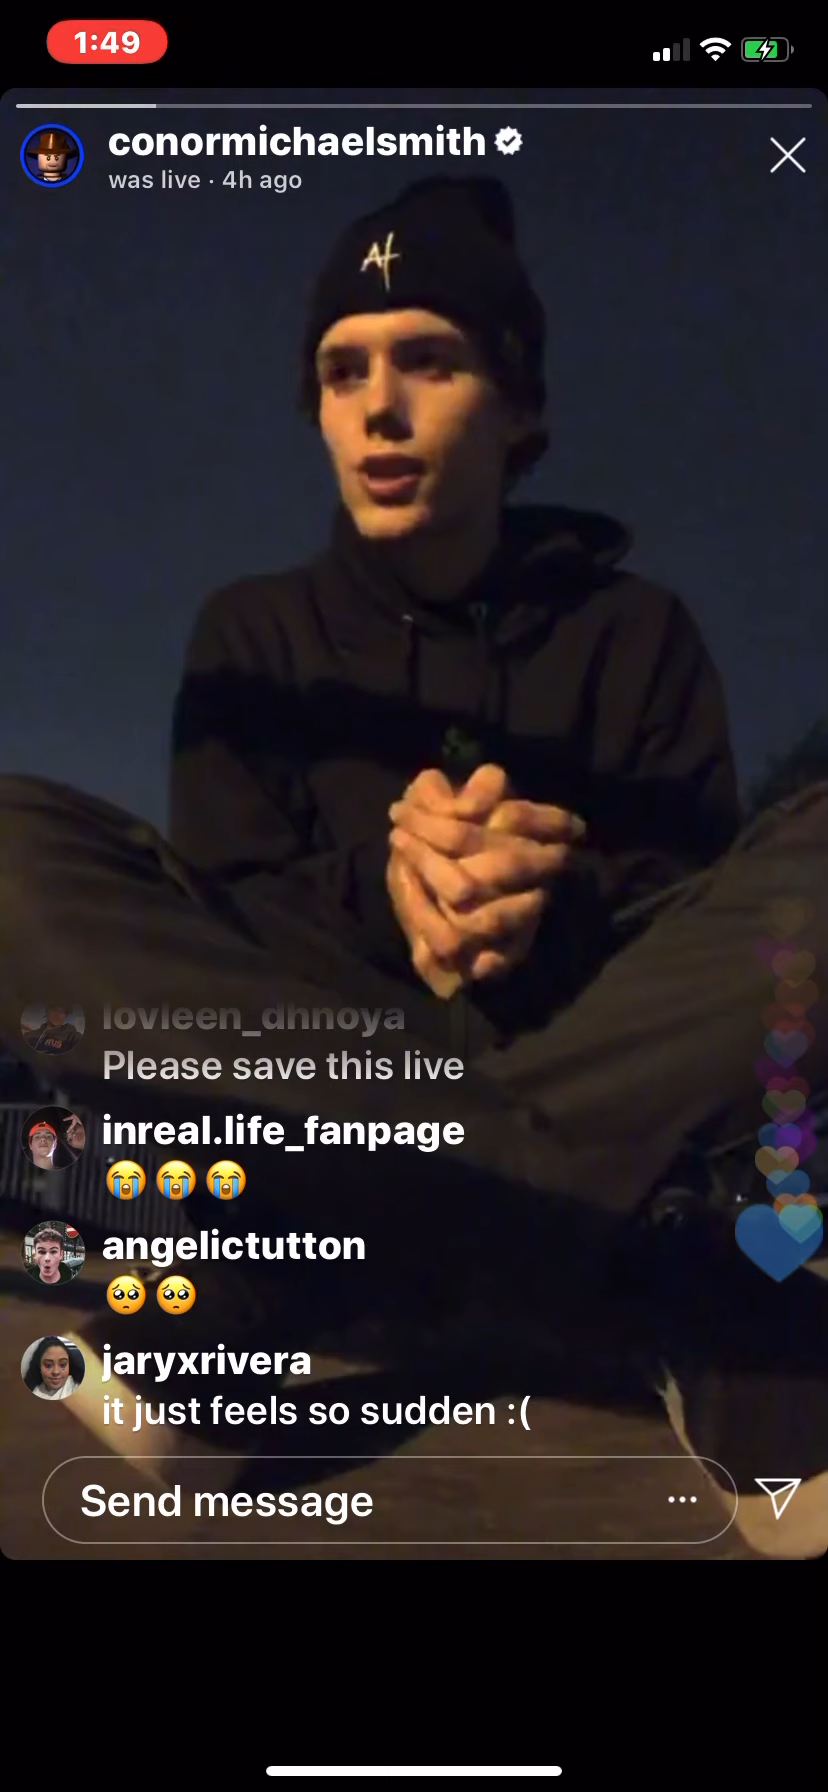 1:49
conormichaelsmith
was live · 4h ago
lovleen_dhnoya
Please save this live
inreal.life_fanpage
😭😭😭
angelictutton
🥺🥺
jaryxrivera
it just feels so sudden :(
Send message